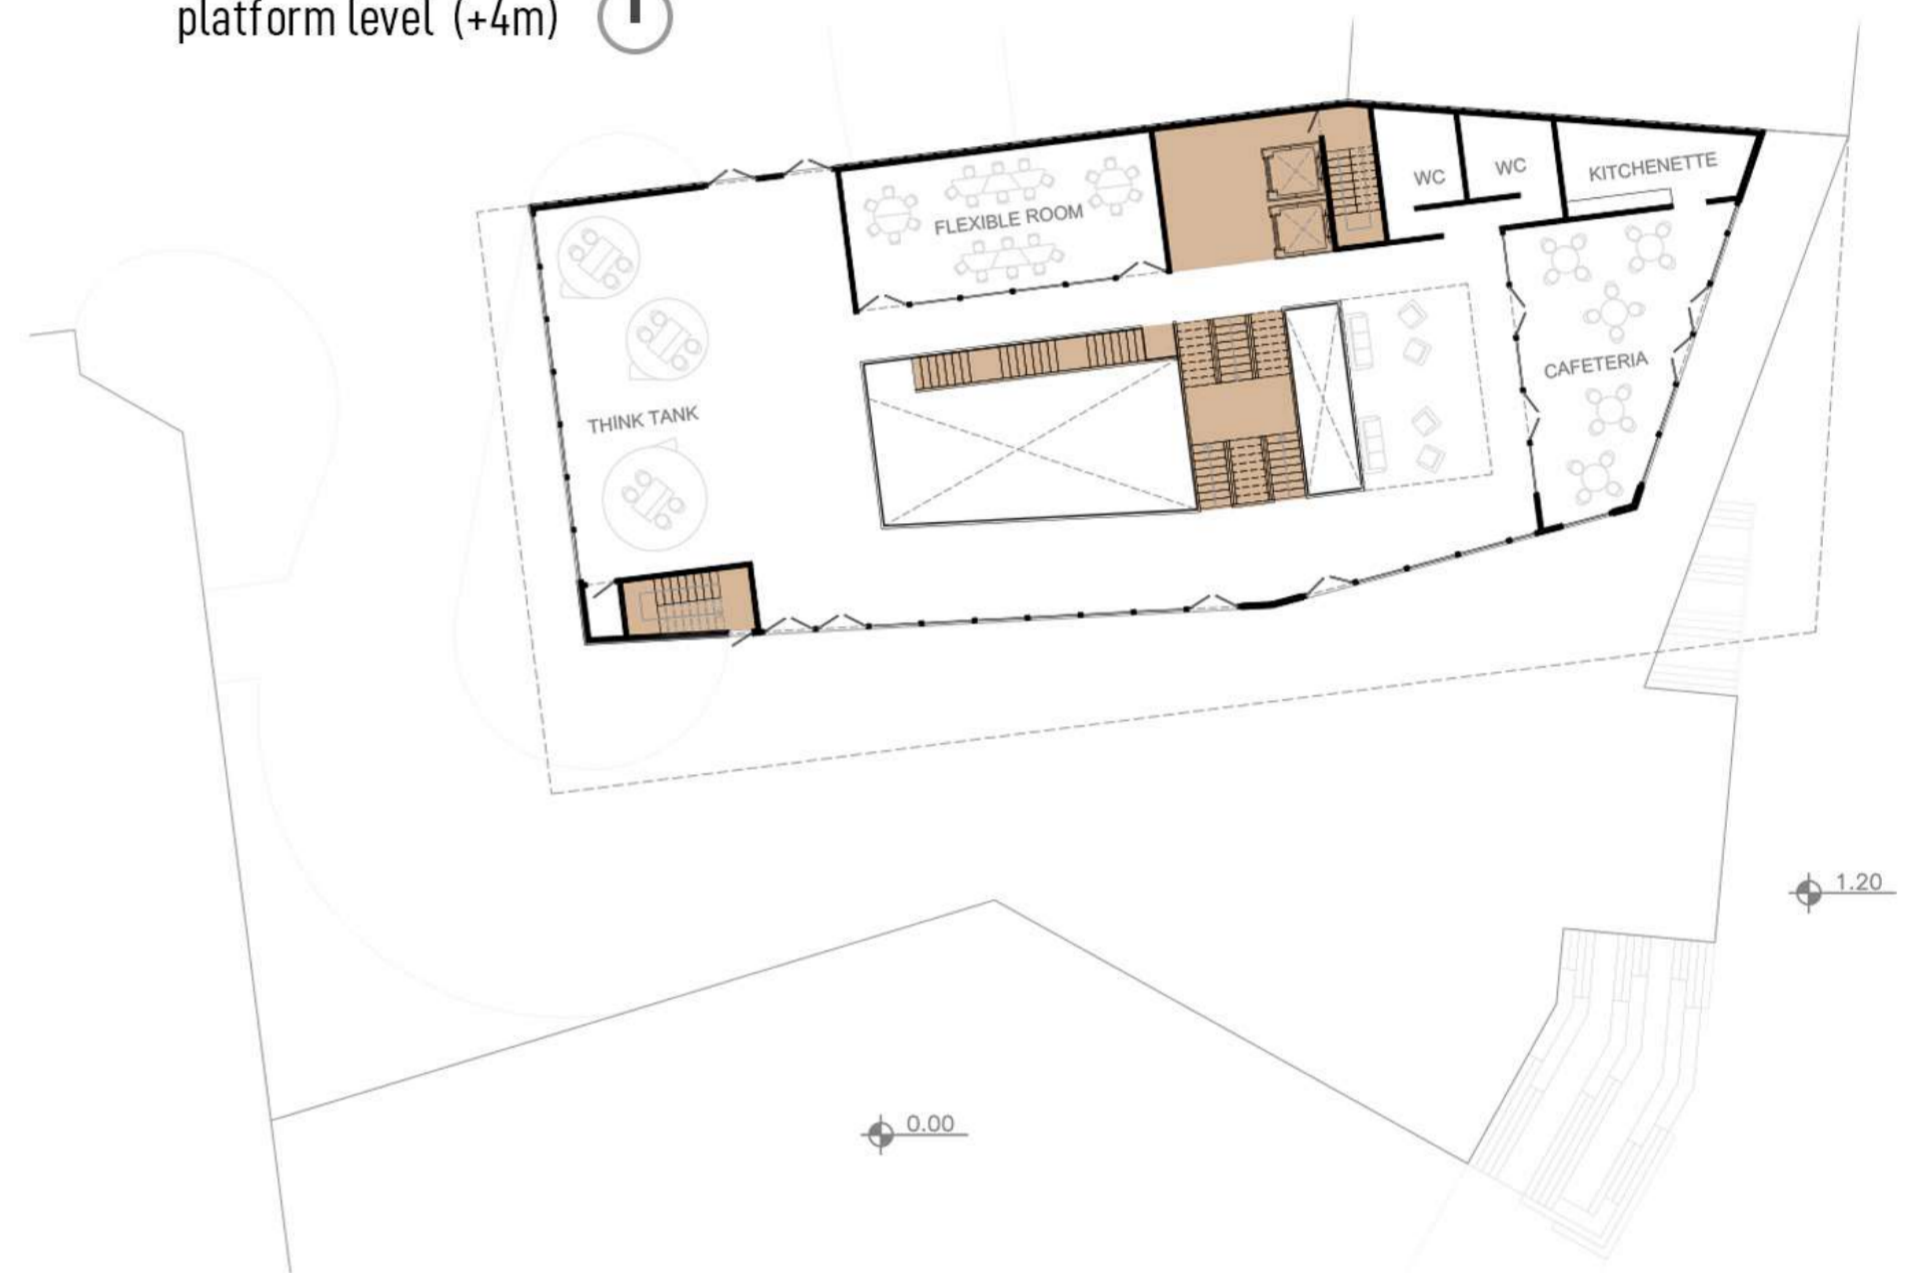 platform level (+4m)
WC
WC
KITCHENETTE
FLEXIBLE ROOM
CAFETERIA
THINK TANK
1.20
0.00